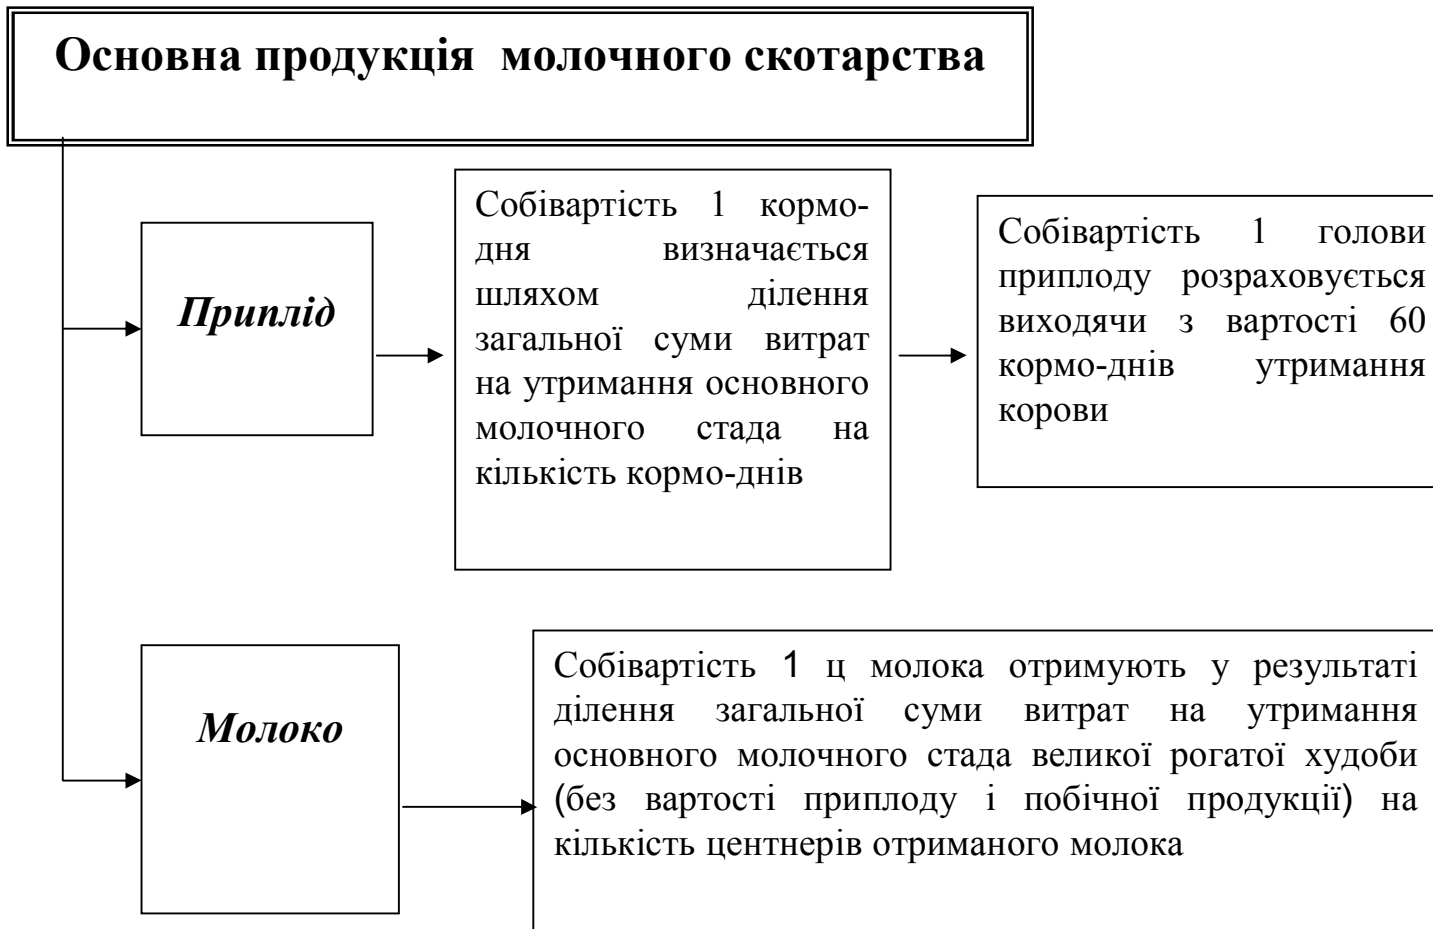 Основна продукція молочного скотарства
Приплід
Собівартість 1 кормо-
дня визначається
шляхом ділення
загальної суми витрат
на утримання основного
молочного стада на
кількість кормо-днів
Собівартість 1 голови
приплоду розраховується
виходячи з вартості 60
кормо-днів утримання
корови
Молоко
Собівартість 1 ц молока отримують у результаті
ділення загальної суми витрат на утримання
основного молочного стада великої рогатої худоби
(без вартості приплоду і побічної продукції) на
кількість центнерів отриманого молока